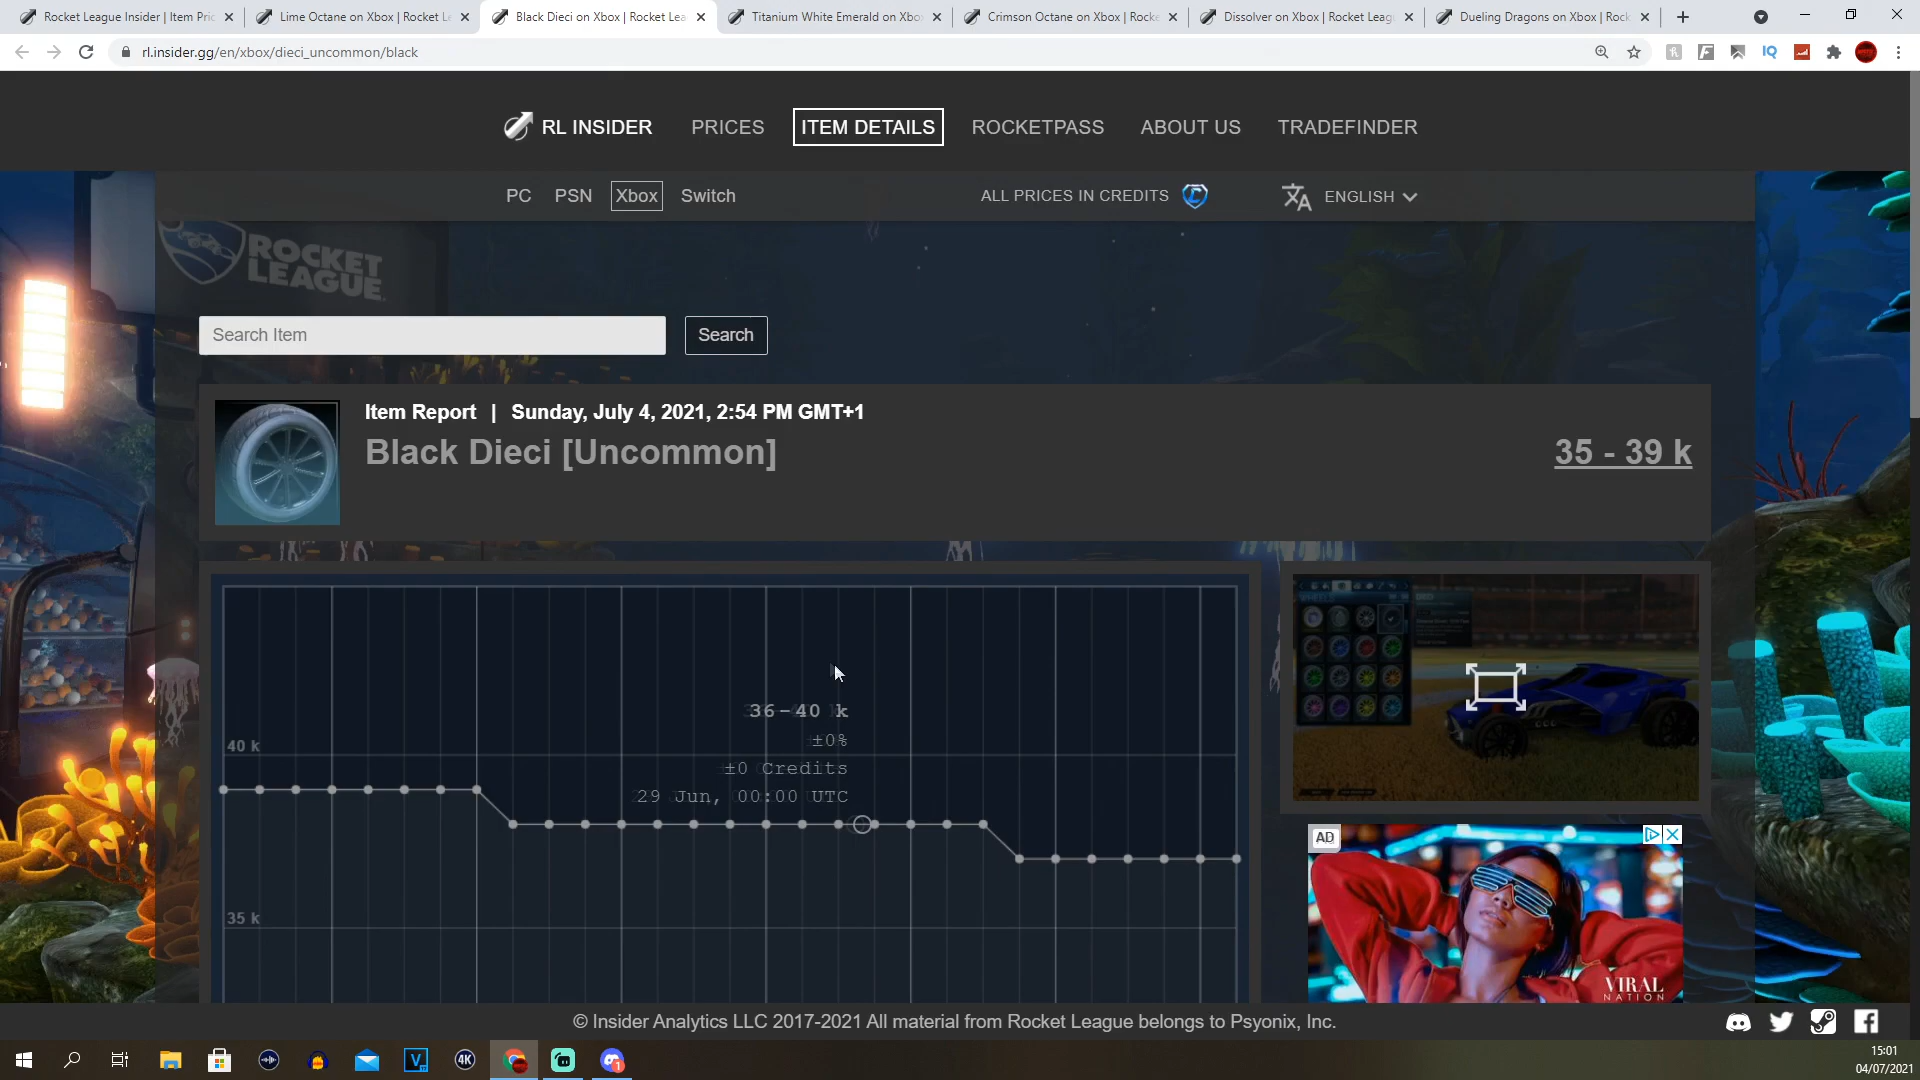 Rocket League Insider | Item Pric
Lime Octane on Xbox | Rocket Le
Black Dieci on Xbox | Rocket Lea
Titanium White Emerald on Xbo
Crimson Octane on Xbox | Rocke
Dissolver on Xbox | Rocket Leag
Dueling Dragons on Xbox | Rock
rl.insider.gg/en/xbox/dieci_uncommon/black
IQ
RL INSIDER PRICES ITEM DETAILS ROCKETPASS ABOUT US TRADEFINDER
PC PSN Xbox Switch ALL PRICES IN CREDITS ENGLISH
ROCKET
LEAGUE
Search Item Search
Item Report | Sunday, July 4, 2021, 2:54 PM GMT+1
Black Dieci [Uncommon] 35 - 39 k
36-40 k
±0%
±0 Credits
29 Jun, 00:00 UTC
40 k
35 k
AD
VIRAL
NATION
© Insider Analytics LLC 2017-2021 All material from Rocket League belongs to Psyonix, Inc.
V
4K
1
15:01
04/07/2021